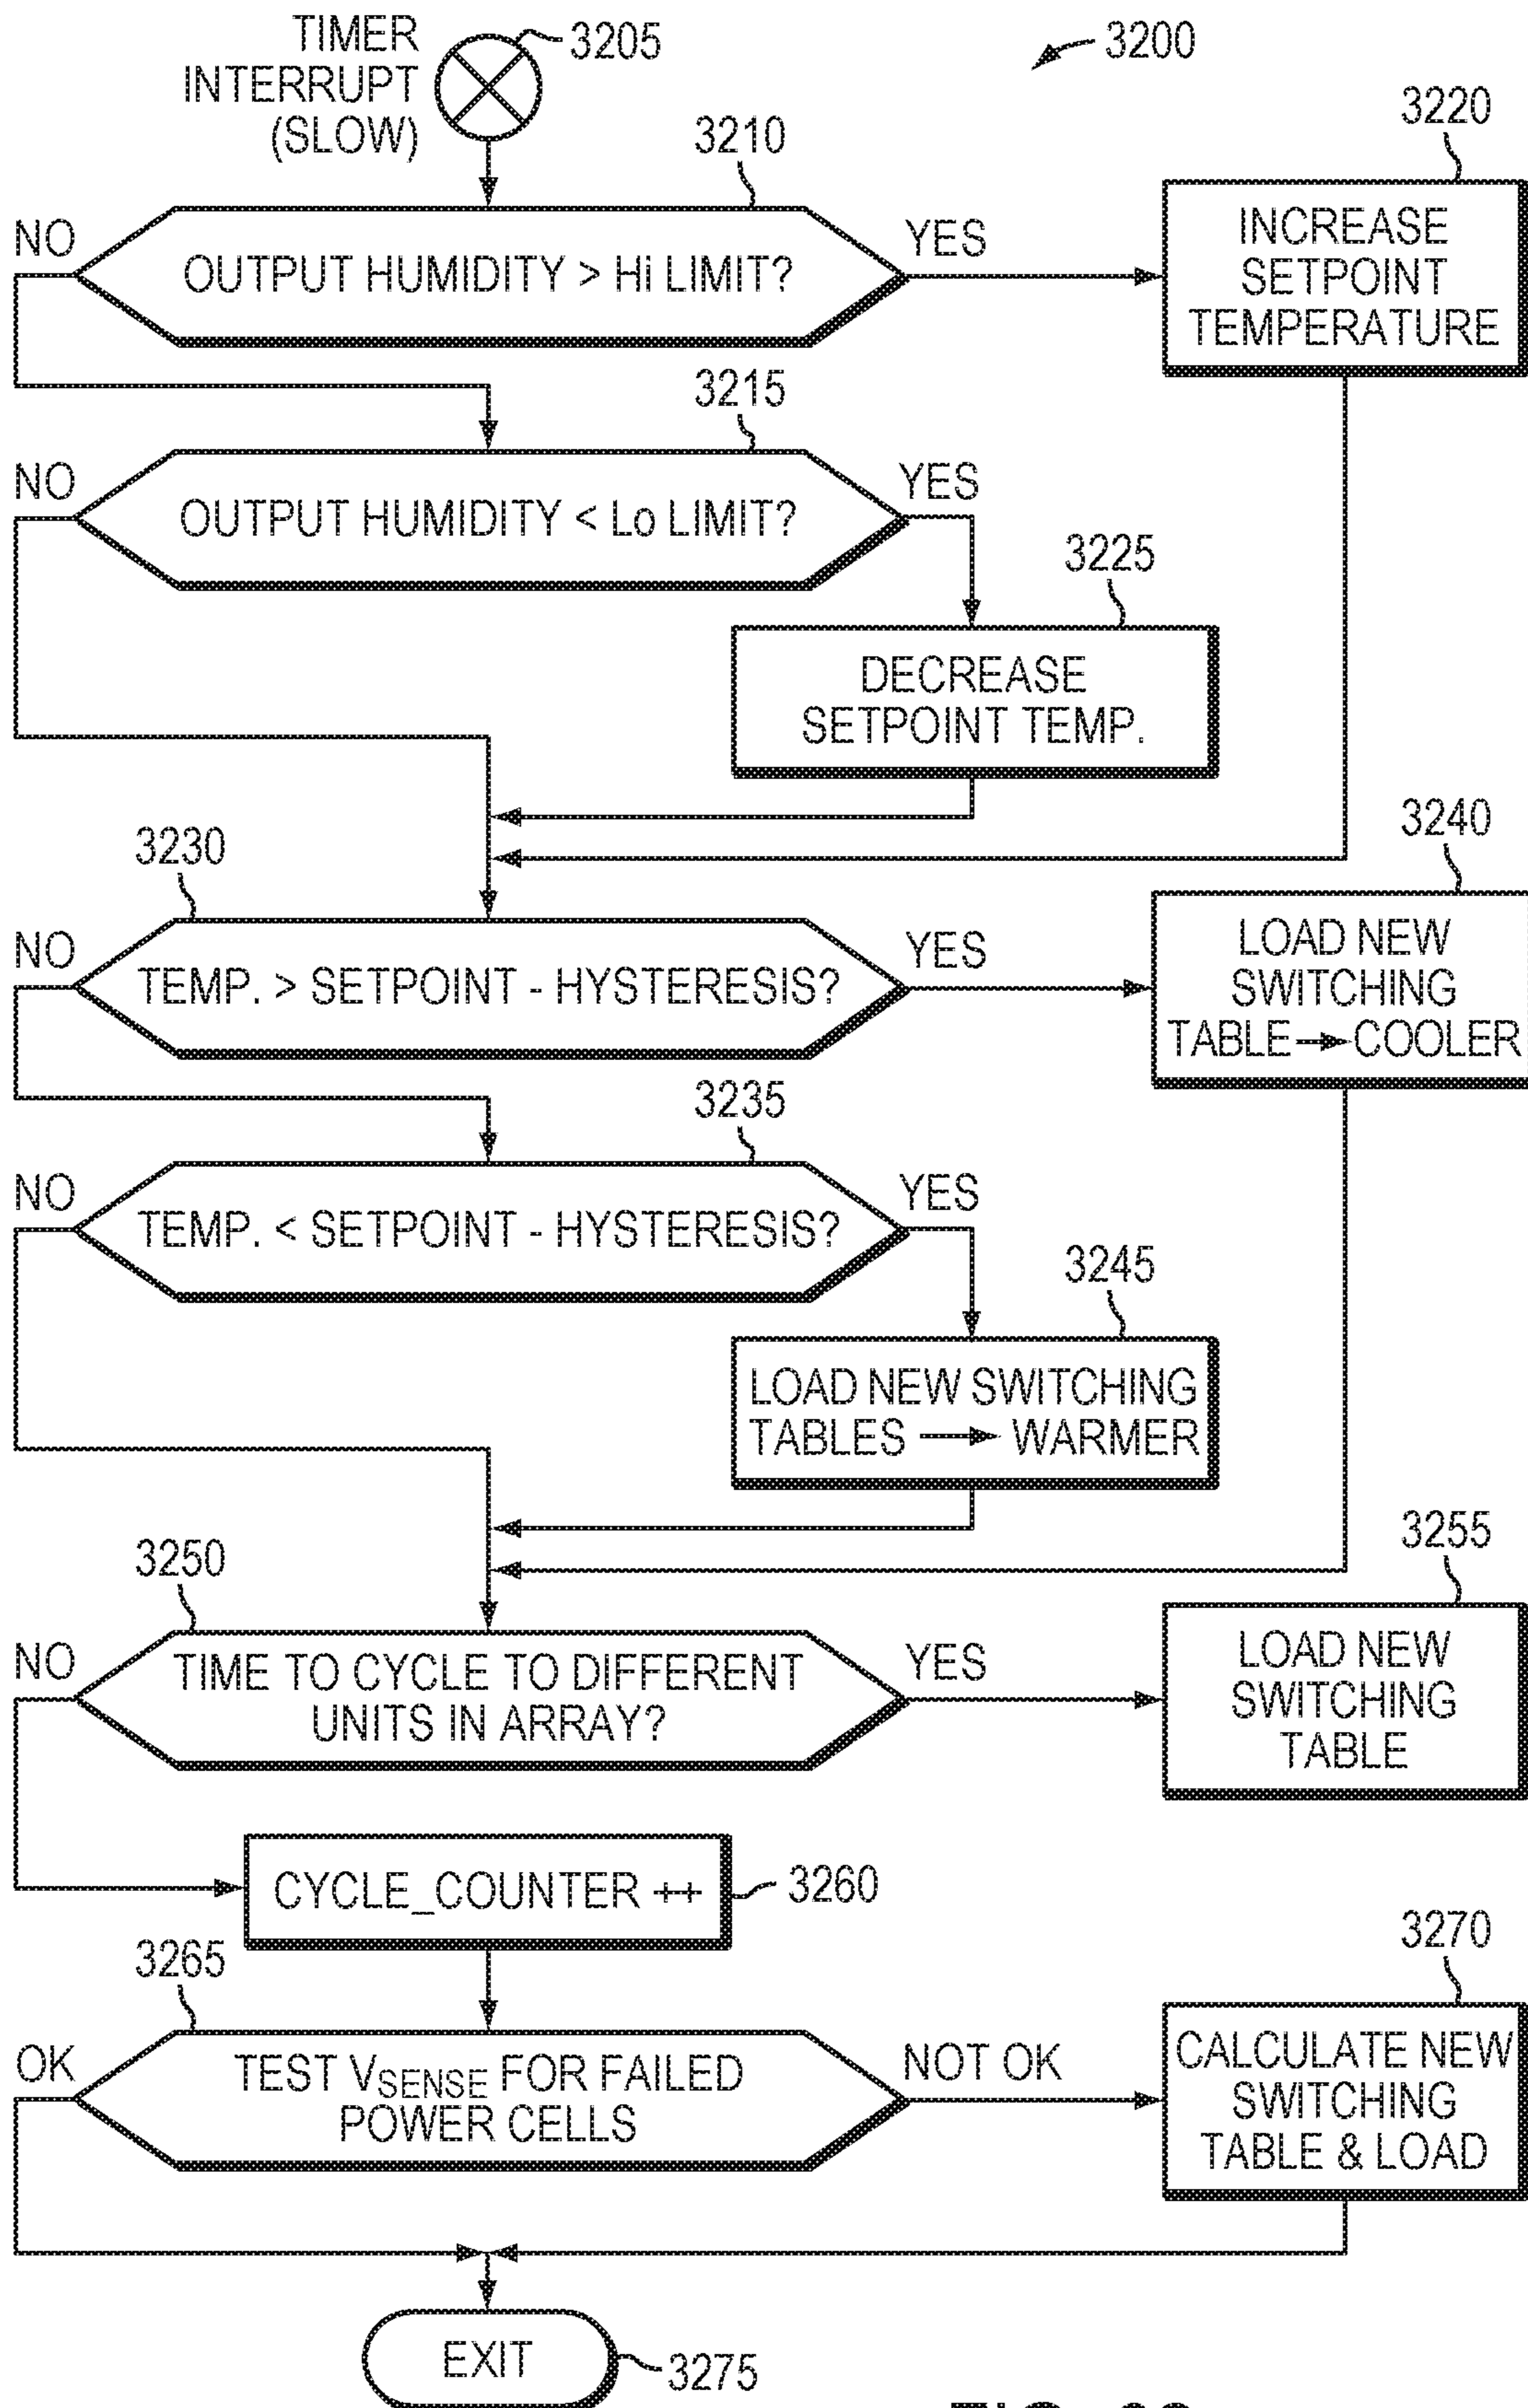 TIMER
INTERRUPT
(SLOW)
3205
3200
3210
3220
NO
OUTPUT HUMIDITY > Hi LIMIT?
YES
INCREASE
SETPOINT
TEMPERATURE
3215
NO
OUTPUT HUMIDITY < Lo LIMIT?
YES
3225
DECREASE
SETPOINT TEMP.
3230
3240
NO
TEMP. > SETPOINT - HYSTERESIS?
YES
LOAD NEW
SWITCHING
TABLE → COOLER
3235
NO
TEMP. < SETPOINT - HYSTERESIS?
YES
3245
LOAD NEW SWITCHING
TABLES → WARMER
3250
3255
NO
TIME TO CYCLE TO DIFFERENT
UNITS IN ARRAY?
YES
LOAD NEW
SWITCHING
TABLE
CYCLE_COUNTER ++
3260
3265
3270
OK
TEST VSENSE FOR FAILED
POWER CELLS
NOT OK
CALCULATE NEW
SWITCHING
TABLE & LOAD
EXIT
3275